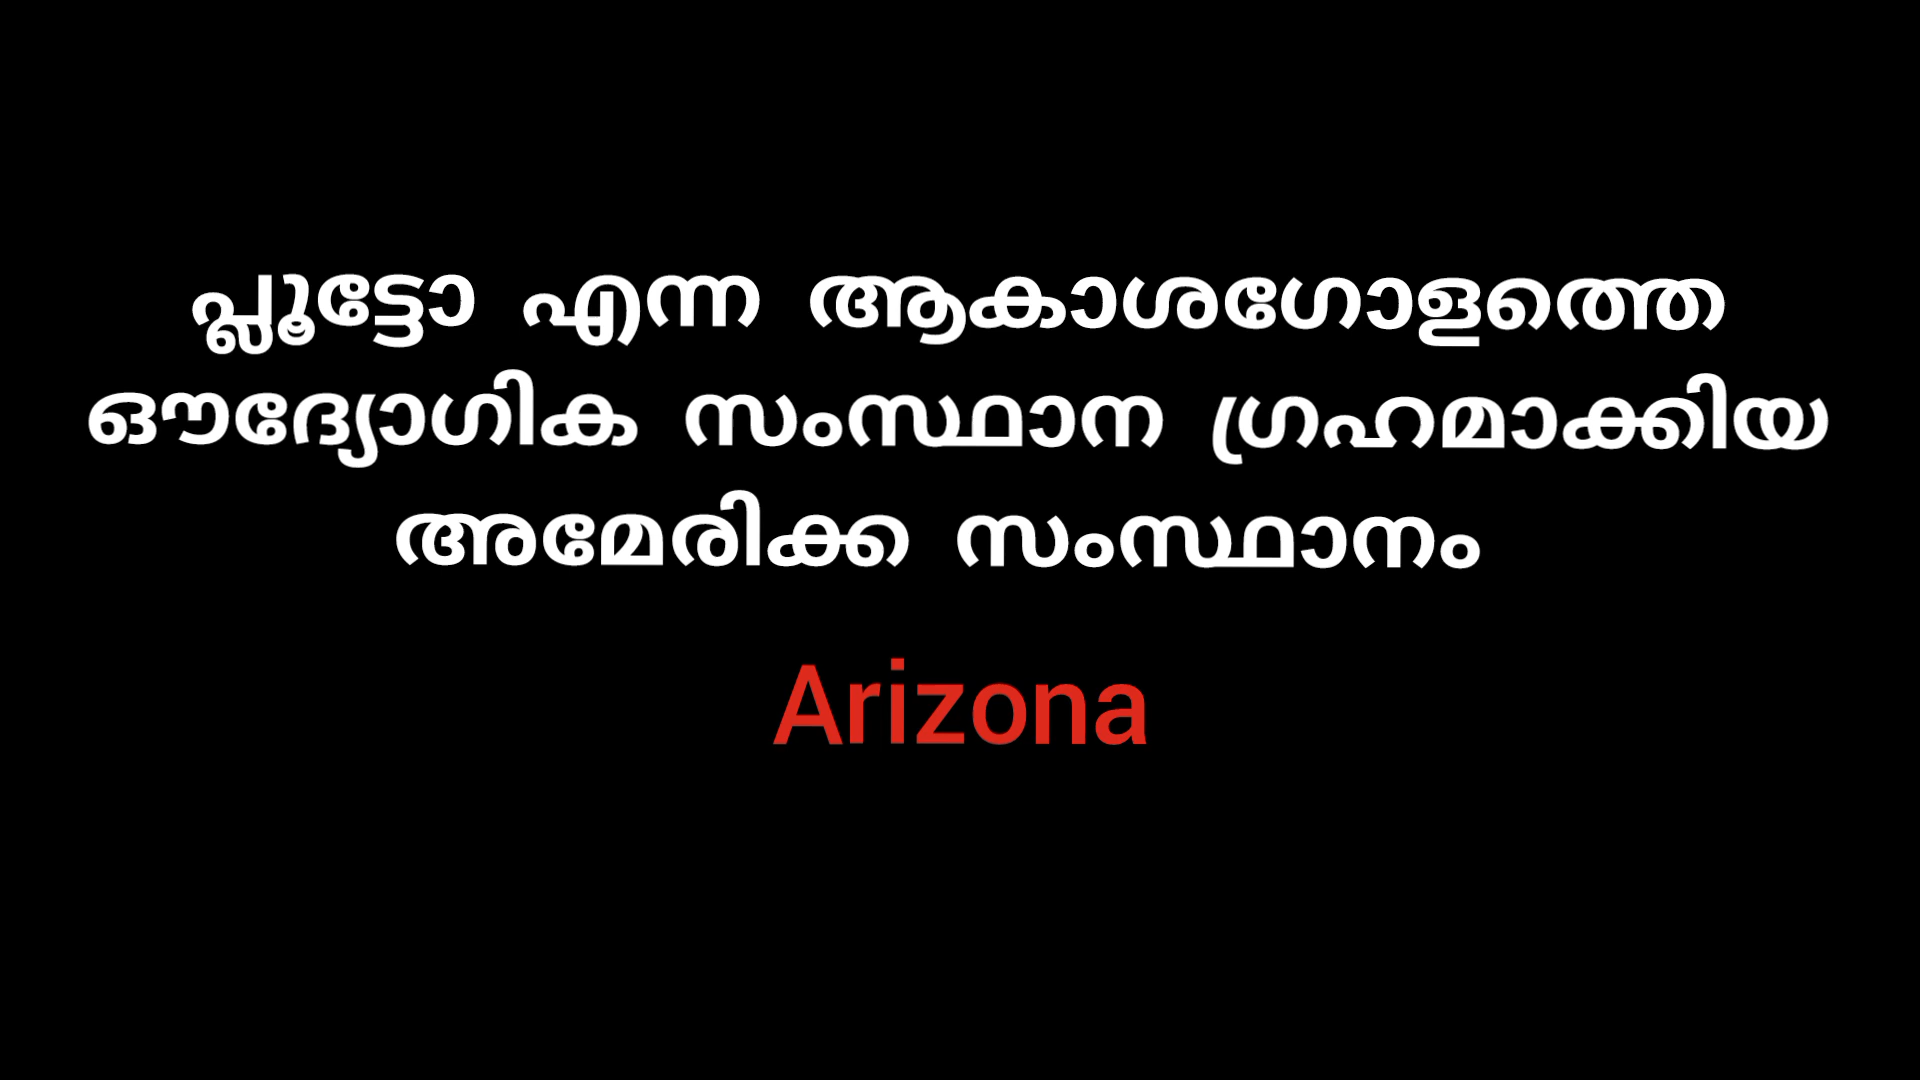 പ്ലൂട്ടോ എന്ന ആകാശഗോളത്തെ
ഔദ്യോഗിക സംസ്ഥാന ഗ്രഹമാക്കിയ
അമേരിക്ക സംസ്ഥാനം
Arizona